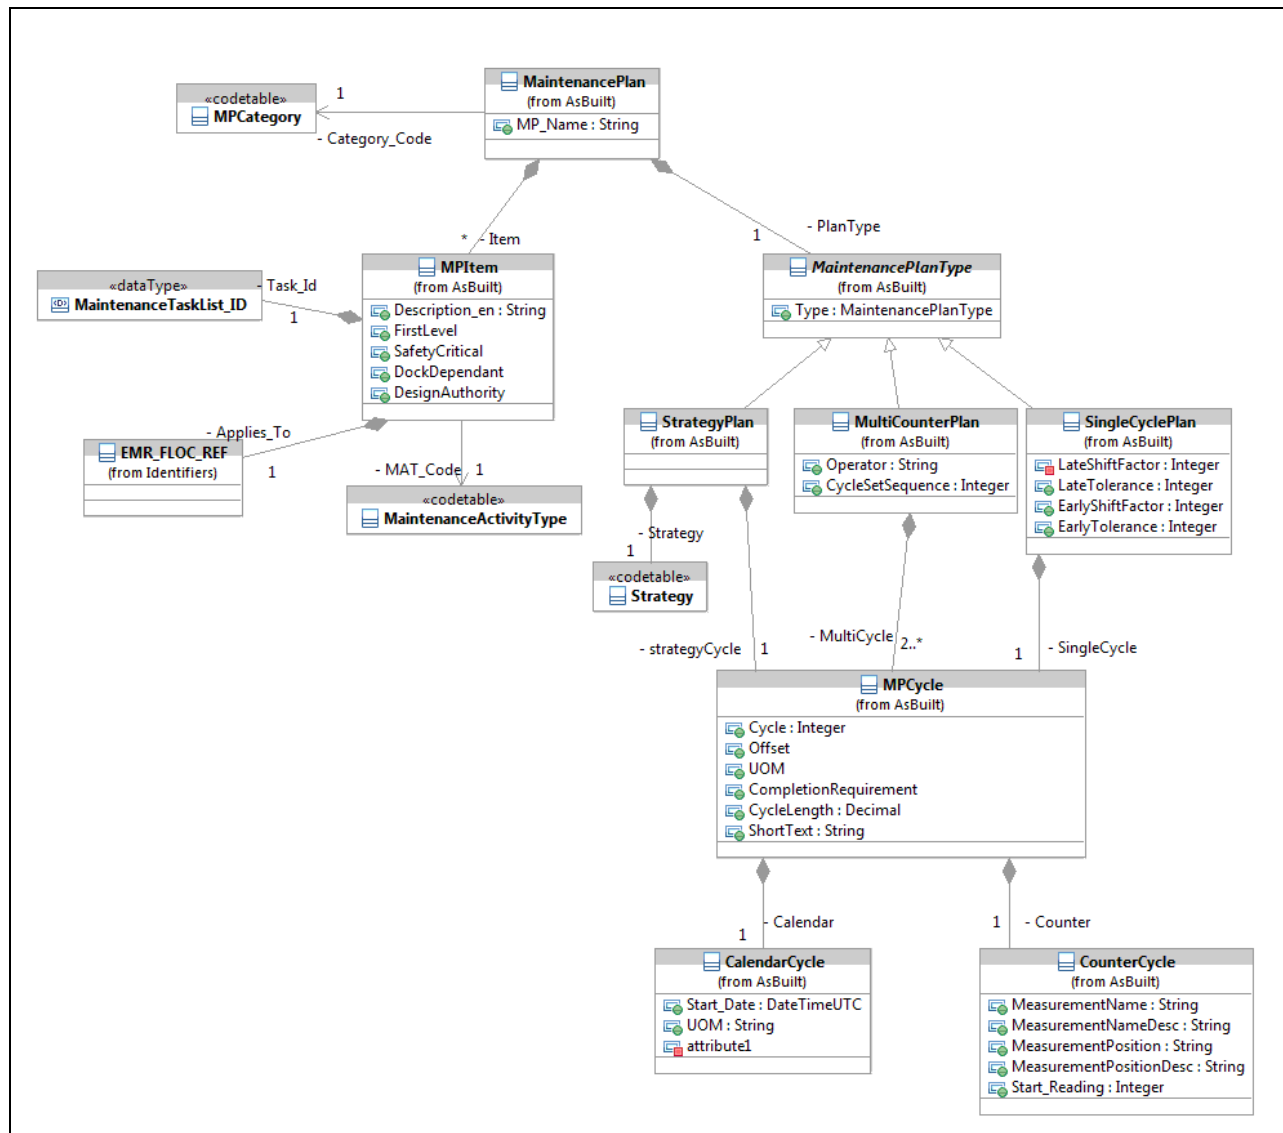 MaintenancePlan
(from AsBuilt)
MP_Name : String
«codetable»
MPCategory
1
- Category_Code
* - Item
1
- PlanType
MPItem
(from AsBuilt)
Description_en : String
FirstLevel
SafetyCritical
DockDependant
DesignAuthority
«dataType»
MaintenanceTaskList_ID
- Task_Id
1
MaintenancePlanType
(from AsBuilt)
Type : MaintenancePlanType
- Applies_To
1
EMR_FLOC_REF
(from Identifiers)
- MAT_Code
1
«codetable»
MaintenanceActivityType
StrategyPlan
(from AsBuilt)
MultiCounterPlan
(from AsBuilt)
Operator : String
CycleSetSequence : Integer
SingleCyclePlan
(from AsBuilt)
LateShiftFactor : Integer
LateTolerance : Integer
EarlyShiftFactor : Integer
EarlyTolerance : Integer
- Strategy
1
«codetable»
Strategy
- strategyCycle
1
- MultiCycle
2..*
1
- SingleCycle
MPCycle
(from AsBuilt)
Cycle : Integer
Offset
UOM
CompletionRequirement
CycleLength : Decimal
ShortText : String
- Calendar
1
1
- Counter
CalendarCycle
(from AsBuilt)
Start_Date : DateTimeUTC
UOM : String
attribute1
CounterCycle
(from AsBuilt)
MeasurementName : String
MeasurementNameDesc : String
MeasurementPosition : String
MeasurementPositionDesc : String
Start_Reading : Integer